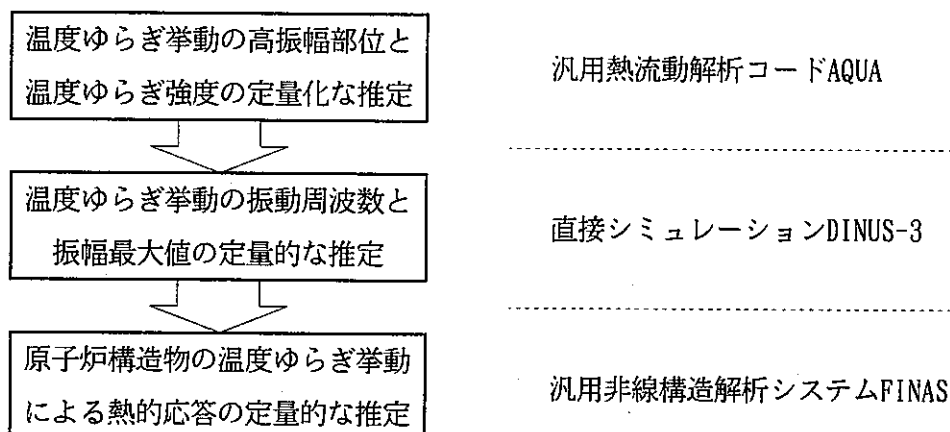 温度ゆらぎ挙動の高振幅部位と
温度ゆらぎ強度の定量化な推定
汎用熱流動解析コードAQUA
温度ゆらぎ挙動の振動周波数と
振幅最大値の定量的な推定
直接シミュレーションDINUS-3
原子炉構造物の温度ゆらぎ挙動
による熱的応答の定量的な推定
汎用非線構造解析システムFINAS